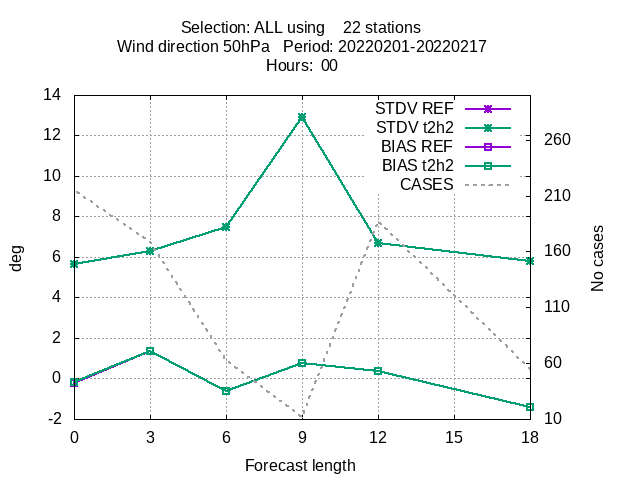 Selection: ALL using    22 stations
Wind direction 50hPa   Period: 20220201-20220217
Hours:  00
14
12
10
8
6
4
2
0
-2
deg
STDV REF
STDV t2h2
BIAS REF
BIAS t2h2
CASES
260
210
160
110
60
10
No cases
0 3 6 9 12 15 18
Forecast length